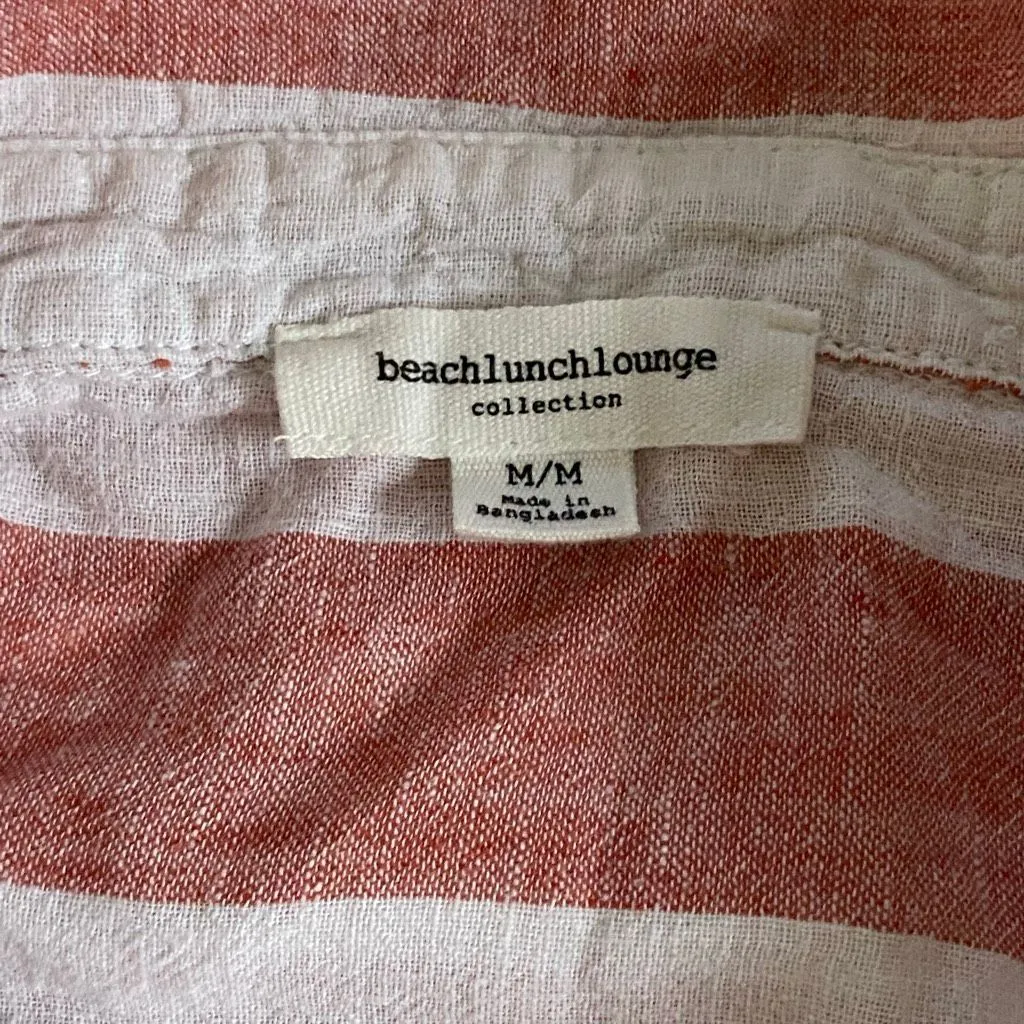 beachlunchlounge
collection
M/M
Made in
Bangladesh